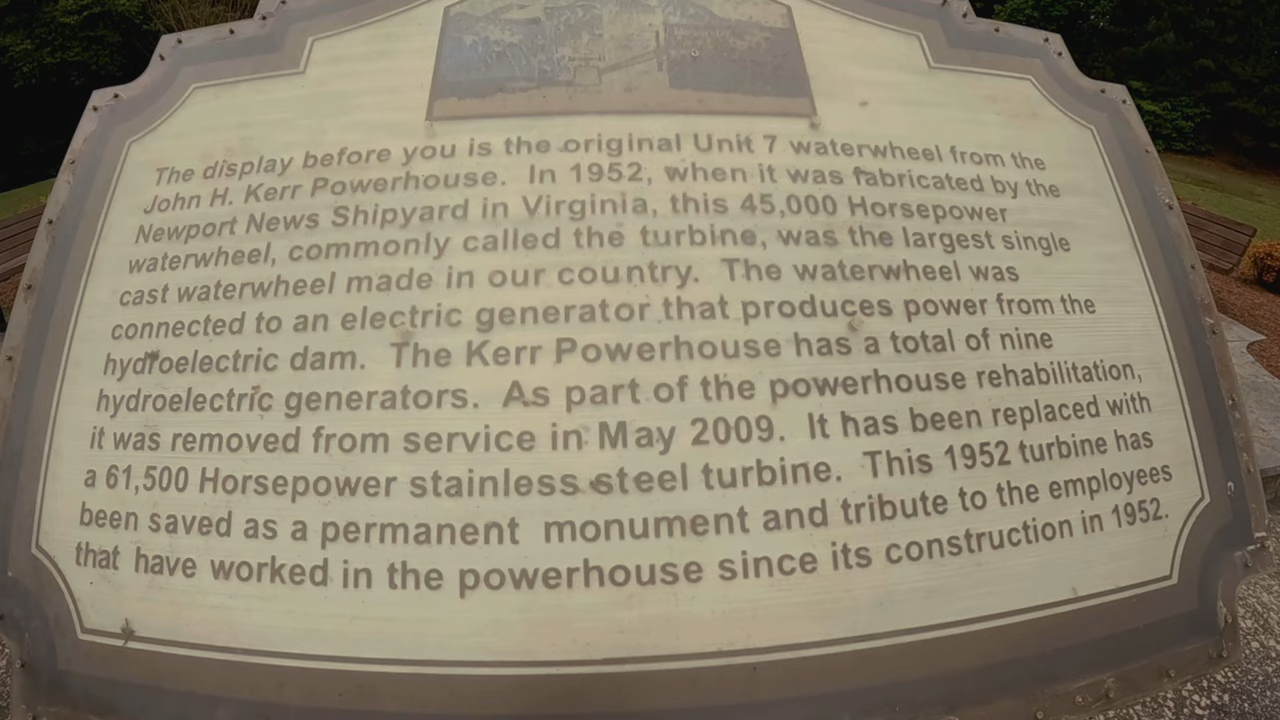 The display before you is the original Unit 7 waterwheel from the
John H. Kerr Powerhouse. In 1952, when it was fabricated by the
Newport News Shipyard in Virginia, this 45,000 Horsepower
waterwheel, commonly called the turbine, was the largest single
cast waterwheel made in our country. The waterwheel was
connected to an electric generator that produces power from the
hydroelectric dam. The Kerr Powerhouse has a total of nine
hydroelectric generators. As part of the powerhouse rehabilitation,
it was removed from service in May 2009. It has been replaced with
a 61,500 Horsepower stainless steel turbine. This 1952 turbine has
been saved as a permanent monument and tribute to the employees
that have worked in the powerhouse since its construction in 1952.